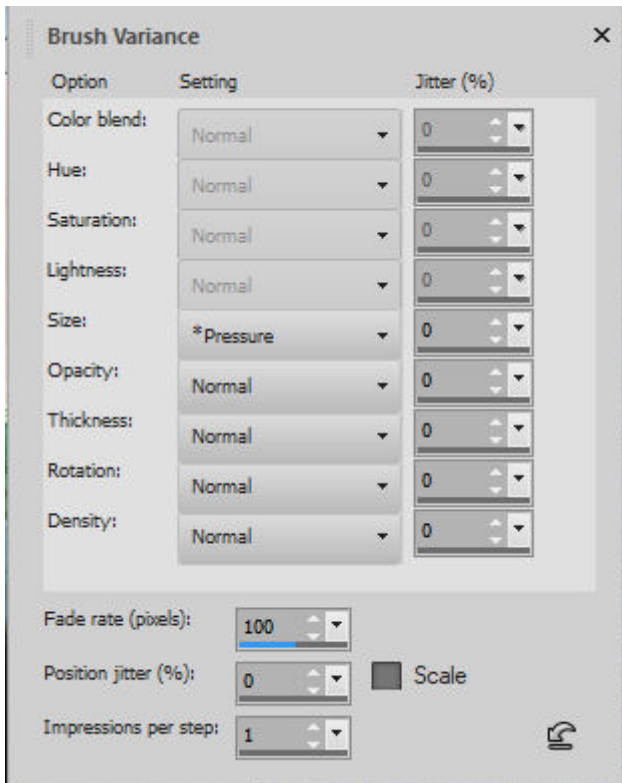 Brush Variance
Option Setting Jitter (%)
Color blend: Normal 0
Hue: Normal 0
Saturation: Normal 0
Lightness: Normal 0
Size: *Pressure 0
Opacity: Normal 0
Thickness: Normal 0
Rotation: Normal 0
Density: Normal 0
Fade rate (pixels): 100
Position jitter (%): 0 Scale
Impressions per step: 1